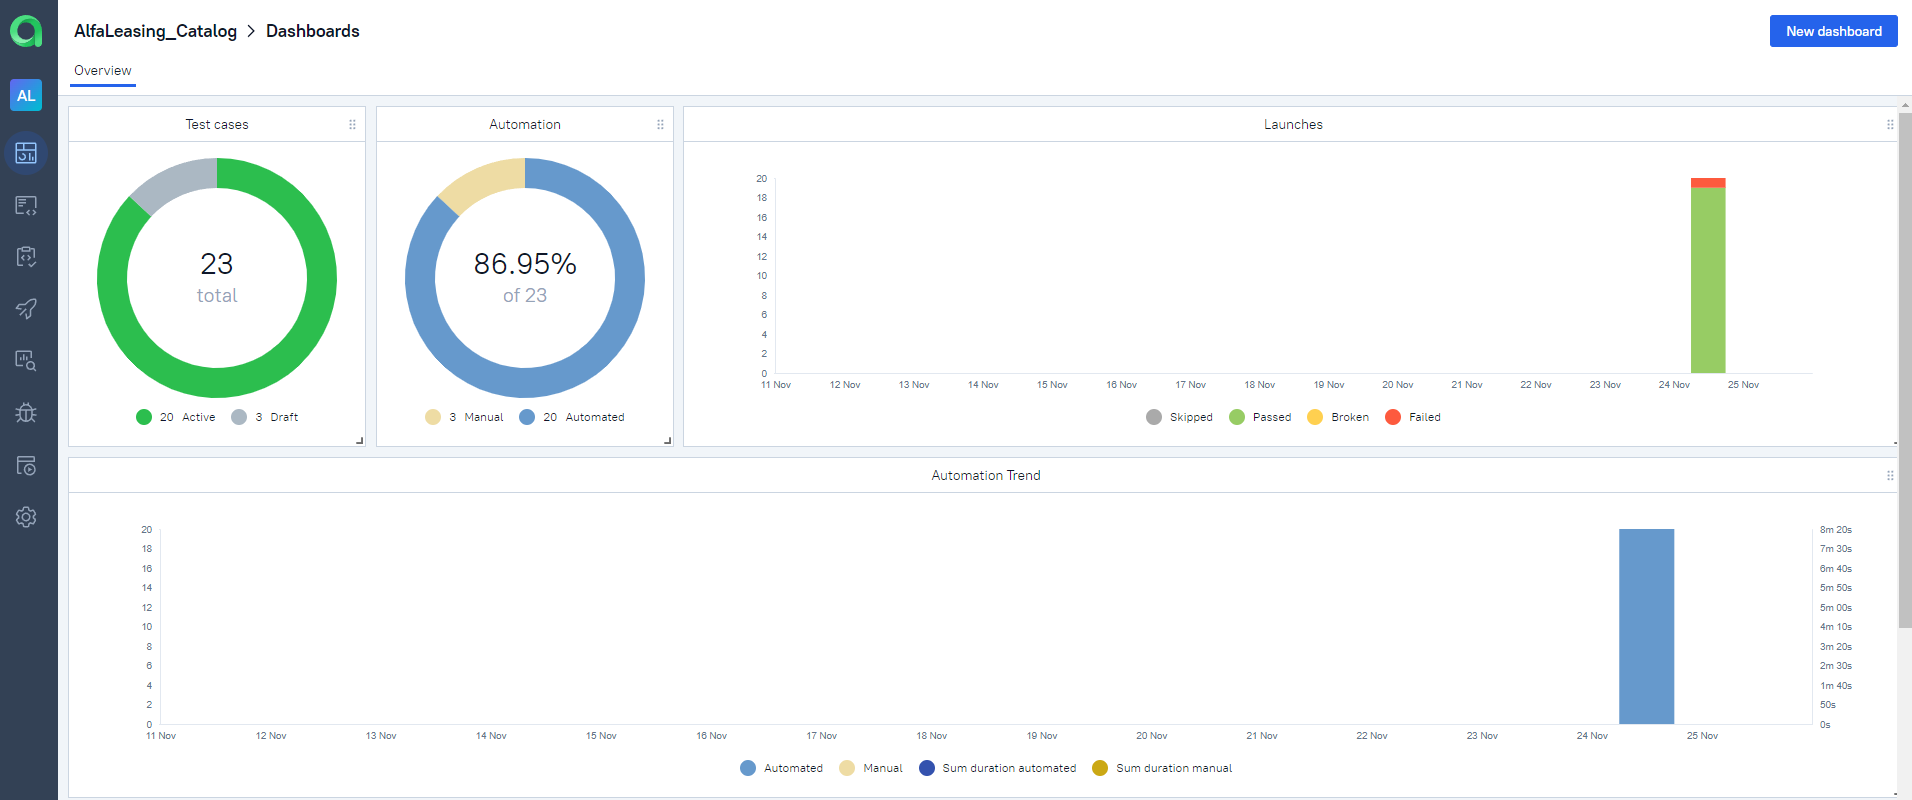 AlfaLeasing_Catalog > Dashboards
New dashboard
Overview
AL
Test cases
23
total
20 Active 3 Draft
Automation
86.95%
of 23
3 Manual 20 Automated
Launches
20
18
16
14
12
10
8
6
4
2
0
11 Nov 12 Nov 13 Nov 14 Nov 15 Nov 16 Nov 17 Nov 18 Nov 19 Nov 20 Nov 21 Nov 22 Nov 23 Nov 24 Nov 25 Nov
Skipped Passed Broken Failed
Automation Trend
20 8m 20s
18 7m 30s
16 6m 40s
14 5m 50s
12 5m 00s
10 4m 10s
8 3m 20s
6 2m 30s
4 1m 40s
2 50s
0 0s
11 Nov 12 Nov 13 Nov 14 Nov 15 Nov 16 Nov 17 Nov 18 Nov 19 Nov 20 Nov 21 Nov 22 Nov 23 Nov 24 Nov 25 Nov
Automated Manual Sum duration automated Sum duration manual